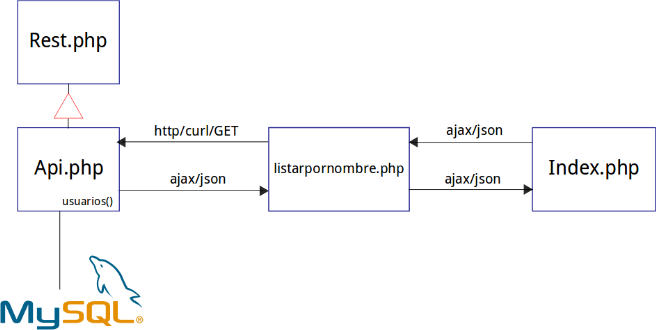 Rest.php
http/curl/GET
ajax/json
Api.php
listarpornombre.php
Index.php
ajax/json
ajax/json
usuarios()
MySQL®